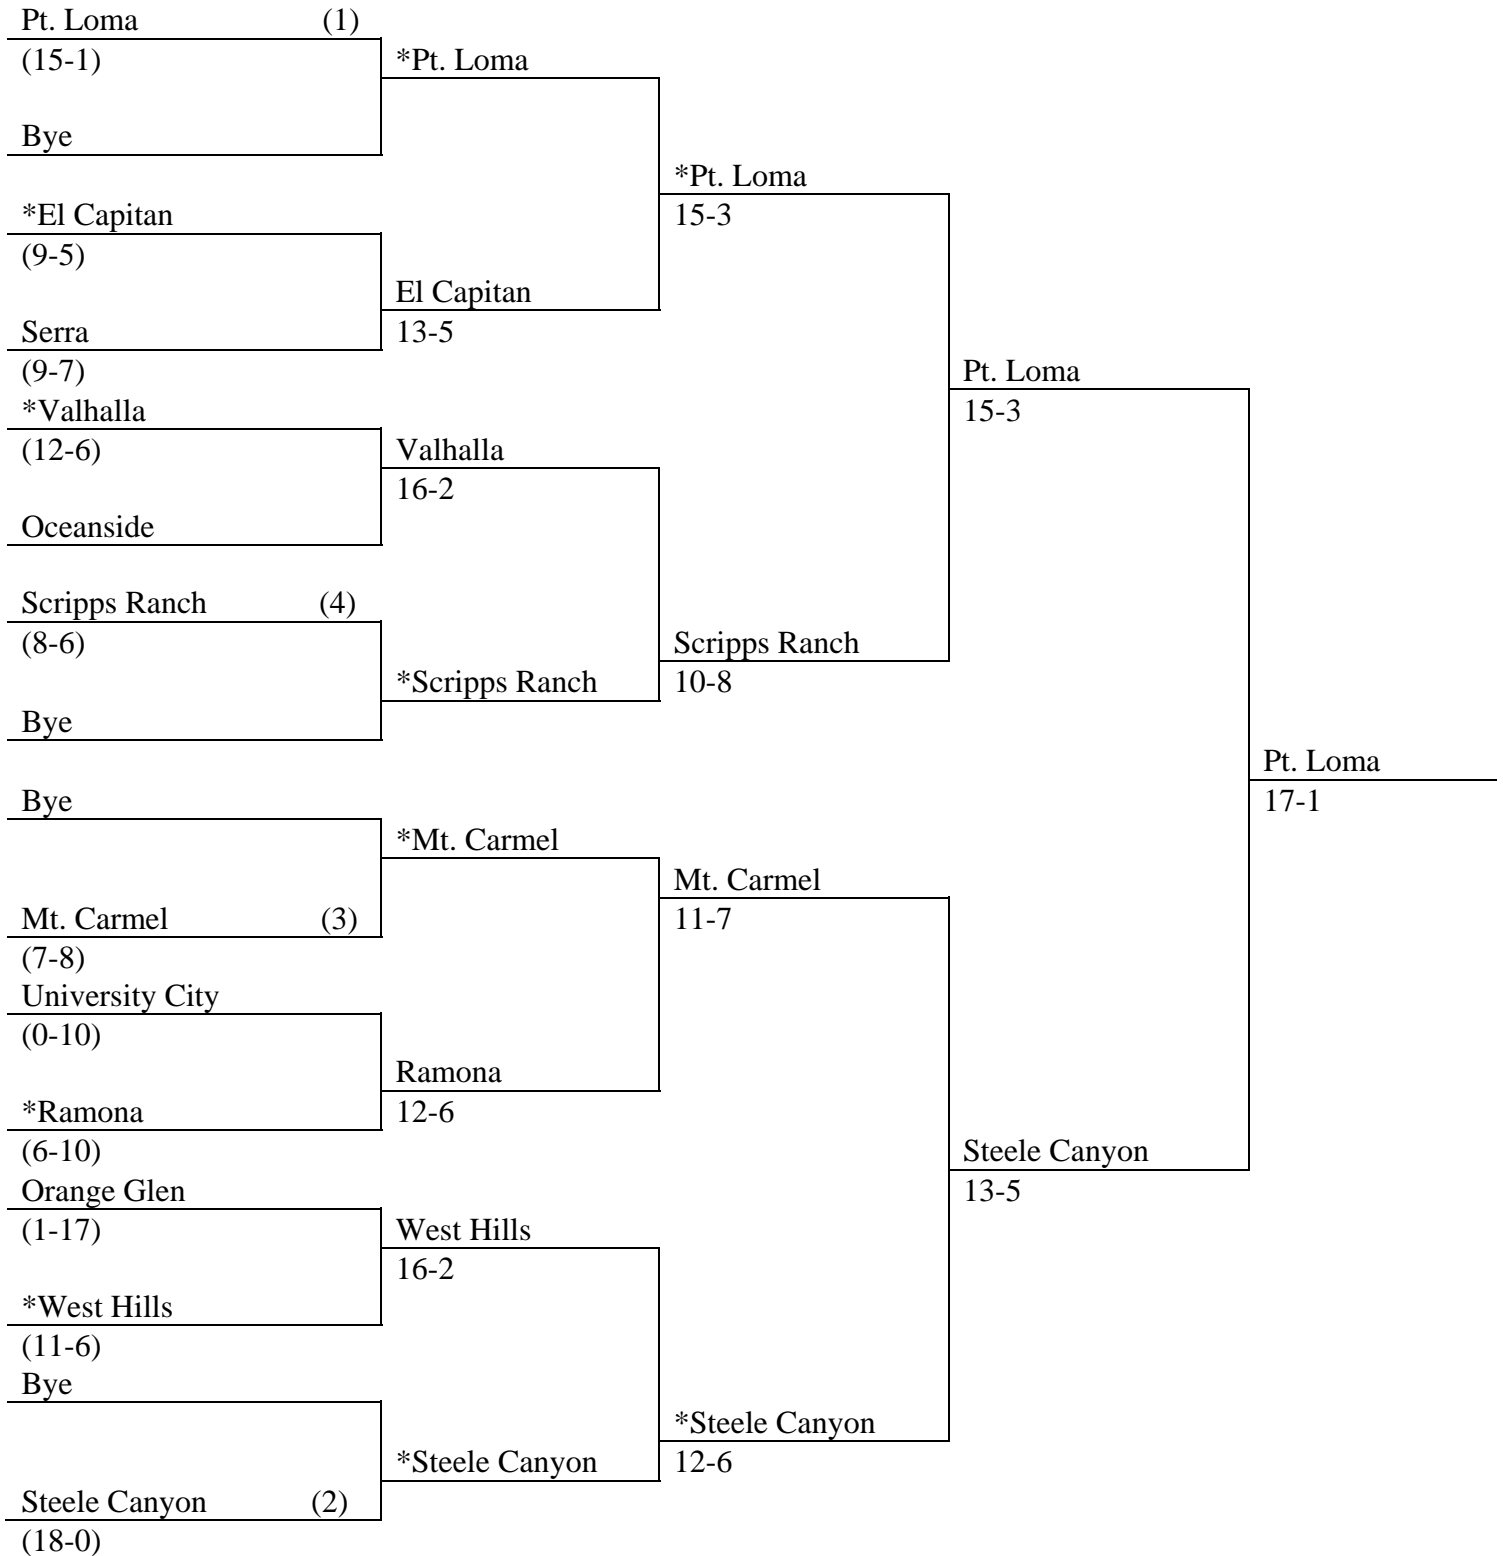 Pt. Loma (1)
(15-1)
*Pt. Loma
Bye
*Pt. Loma
15-3
*El Capitan
(9-5)
El Capitan
13-5
Serra
(9-7)
Pt. Loma
15-3
*Valhalla
(12-6)
Valhalla
16-2
Oceanside
Scripps Ranch (4)
(8-6)
Scripps Ranch
10-8
*Scripps Ranch
Bye
Pt. Loma
17-1
Bye
*Mt. Carmel
Mt. Carmel
11-7
Mt. Carmel (3)
(7-8)
University City
(0-10)
Ramona
12-6
*Ramona
(6-10)
Steele Canyon
13-5
Orange Glen
(1-17)
West Hills
16-2
*West Hills
(11-6)
Bye
*Steele Canyon
12-6
*Steele Canyon
Steele Canyon (2)
(18-0)